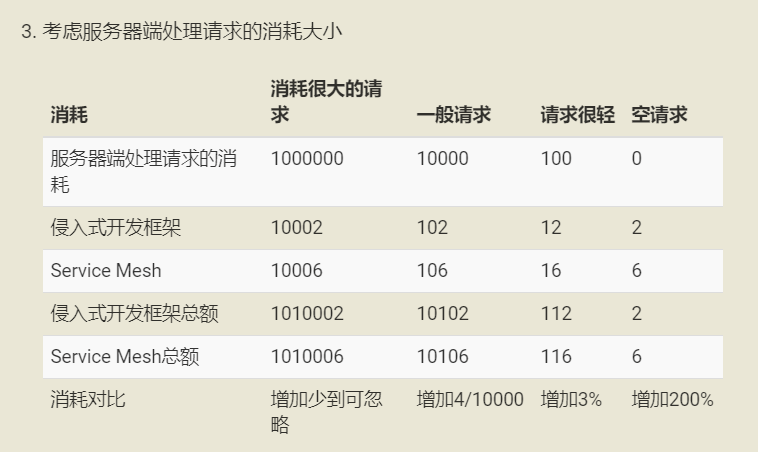 3. 考虑服务器端处理请求的消耗大小
消耗 消耗很大的请求 一般请求 请求很轻 空请求
服务器端处理请求的消耗 1000000 10000 100 0
侵入式开发框架 10002 102 12 2
Service Mesh 10006 106 16 6
侵入式开发框架总额 1010002 10102 112 2
Service Mesh总额 1010006 10106 116 6
消耗对比 增加少到可忽略 增加4/10000 增加3% 增加200%